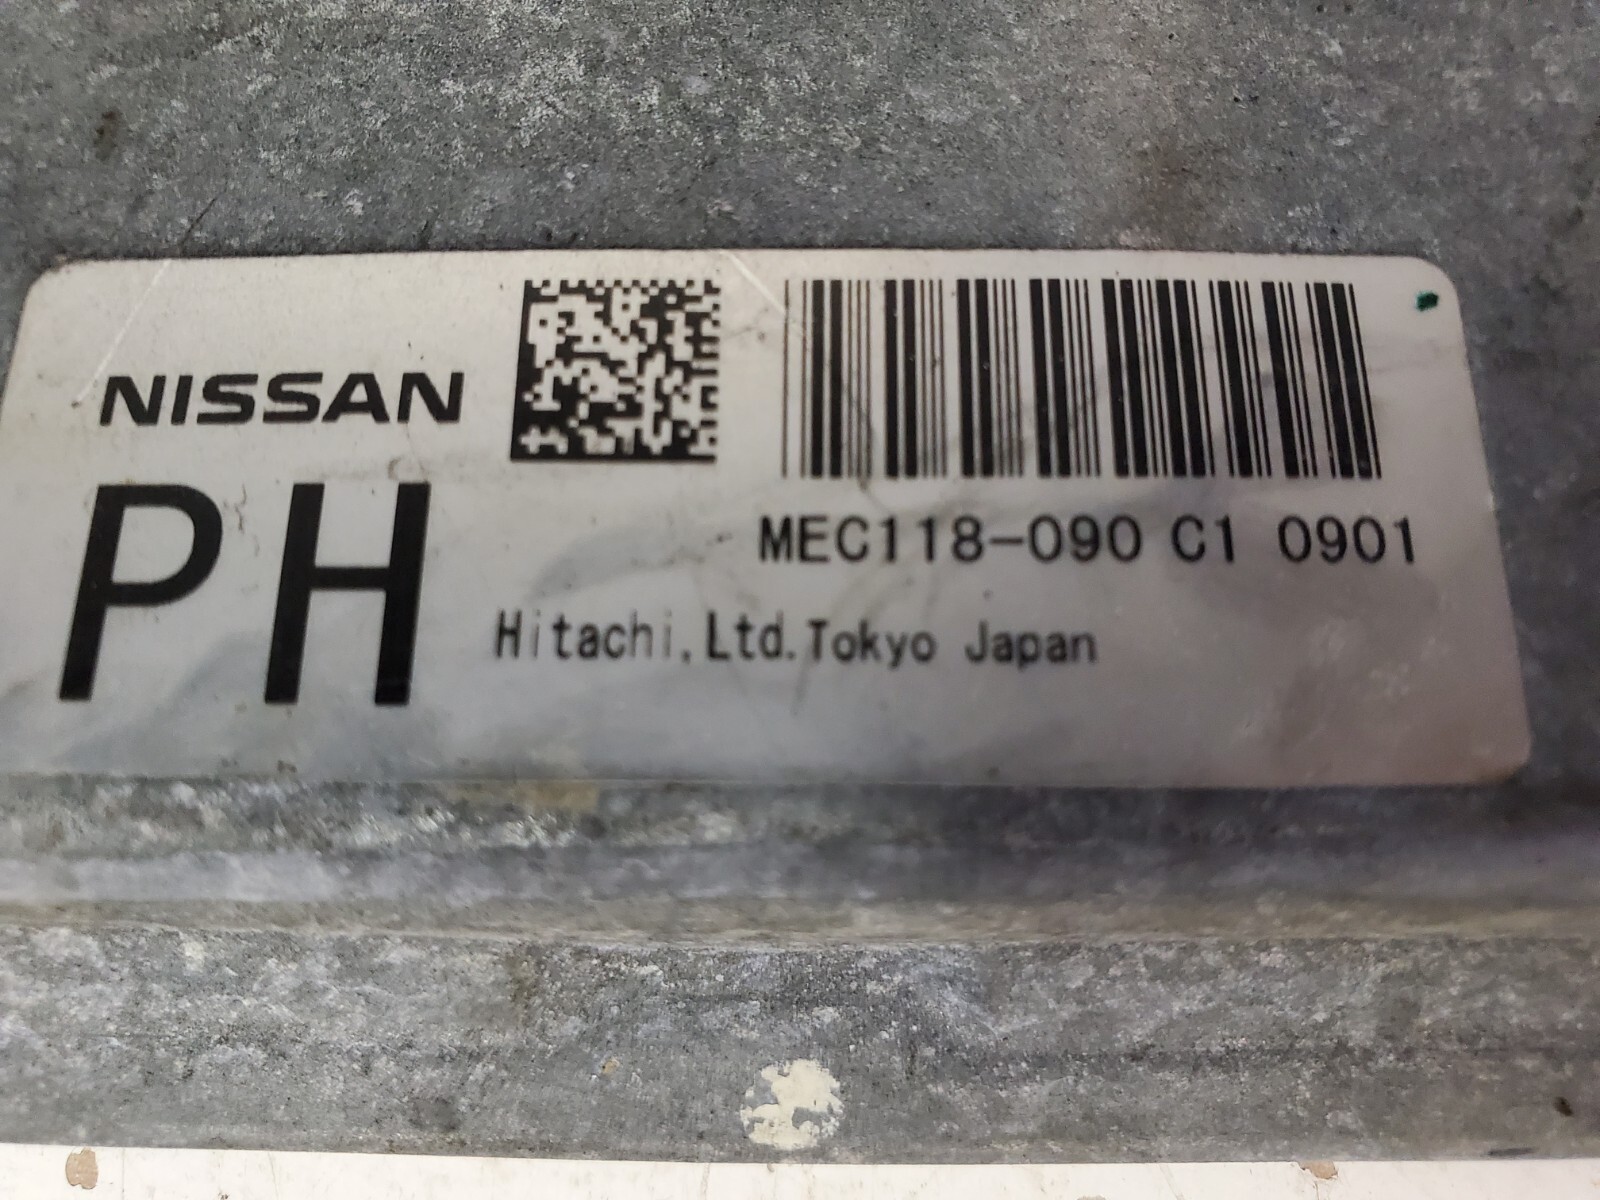 NISSAN
PH
MEC118-090 C1 0901
Hitachi,Ltd.Tokyo Japan